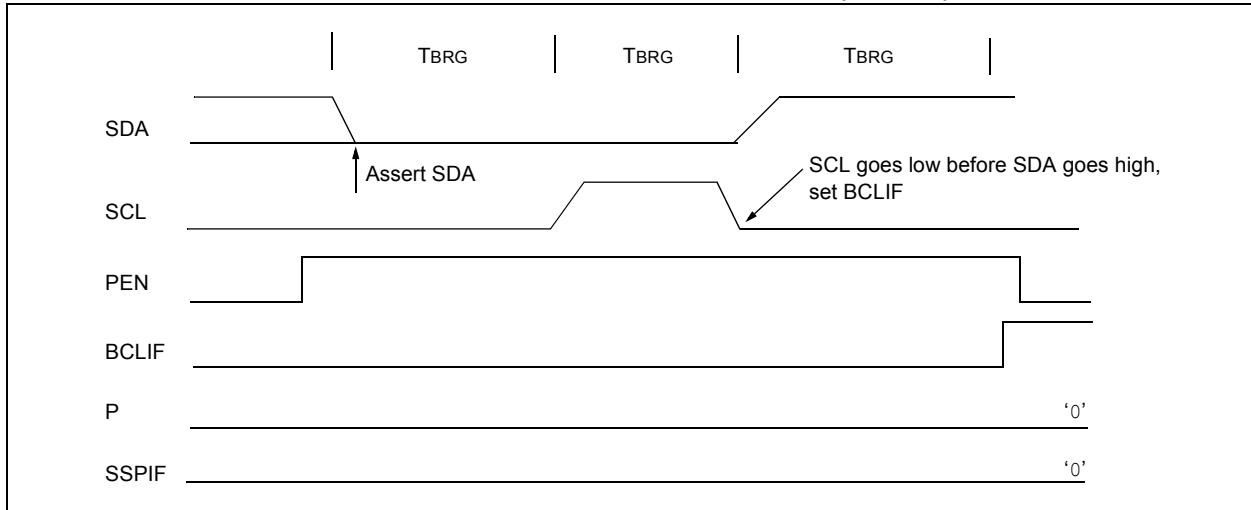 TBRG TBRG TBRG
SDA
Assert SDA
SCL goes low before SDA goes high,
set BCLIF
SCL
PEN
BCLIF
P
‘0’
SSPIF
‘0’